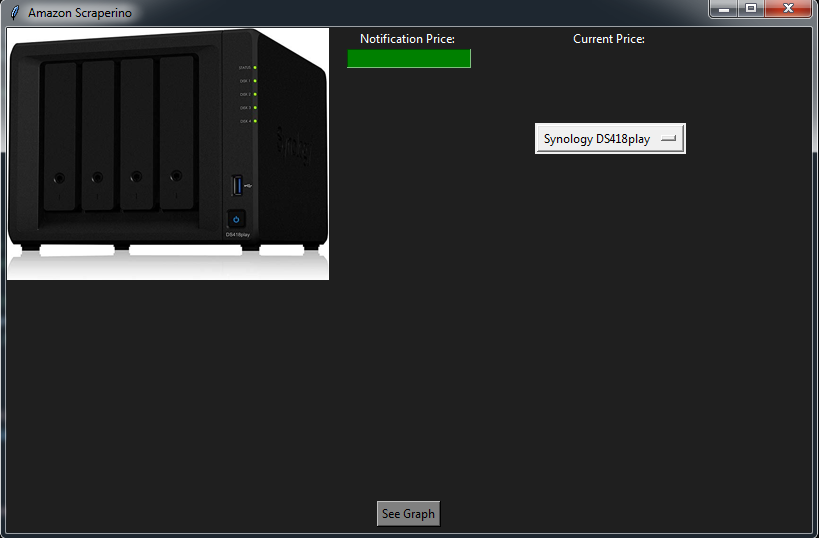 Amazon Scraperino
Notification Price:
Current Price:
STATUS
DISK 1
DISK 2
DISK 3
DISK 4
Synology
Synology DS418play
DS418play
See Graph